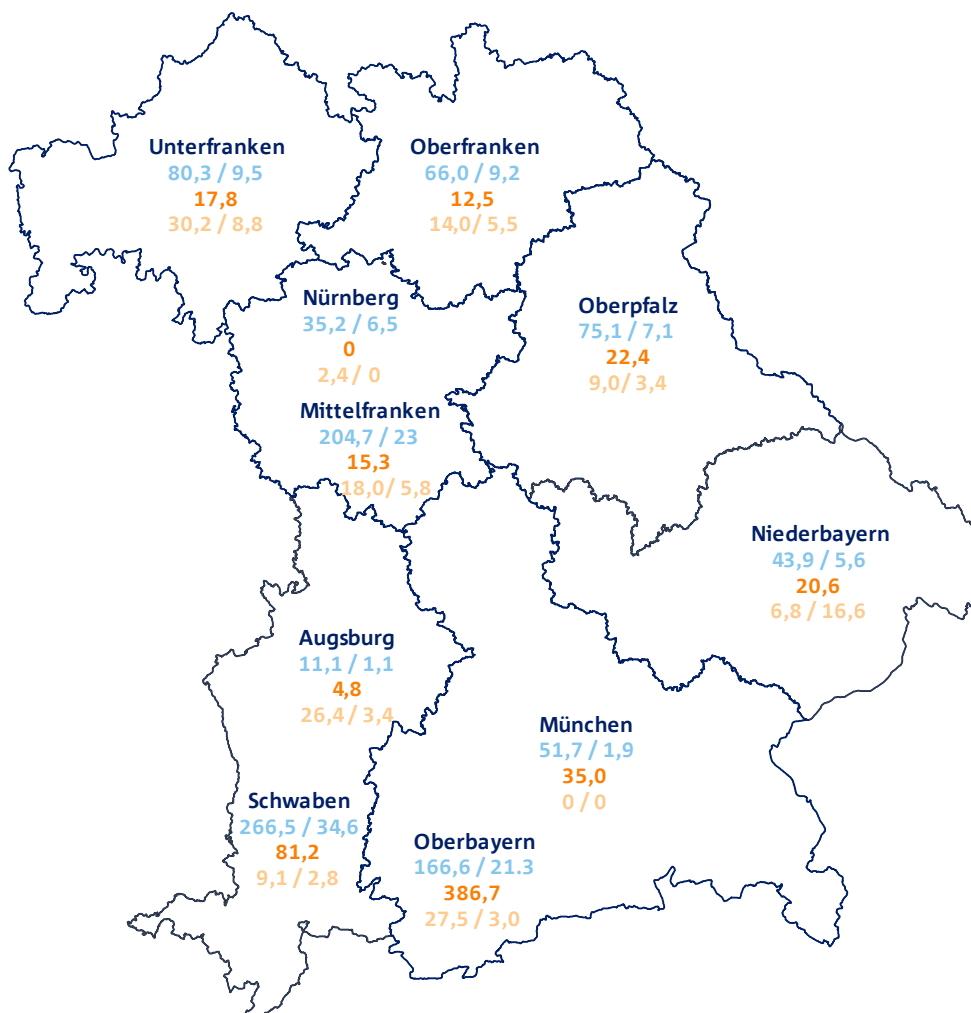 Unterfranken
80,3 / 9,5
17,8
30,2 / 8,8
Oberfranken
66,0 / 9,2
12,5
14,0/ 5,5
Nürnberg
35,2 / 6,5
0
2,4/ 0
Oberpfalz
75,1 / 7,1
22,4
9,0/ 3,4
Mittelfranken
204,7 / 23
15,3
18,0/ 5,8
Niederbayern
43,9 / 5,6
20,6
6,8 / 16,6
Augsburg
11,1 / 1,1
4,8
26,4 / 3,4
München
51,7 / 1,9
35,0
0 / 0
Schwaben
266,5 / 34,6
81,2
9,1 / 2,8
Oberbayern
166,6 / 21.3
386,7
27,5 / 3,0